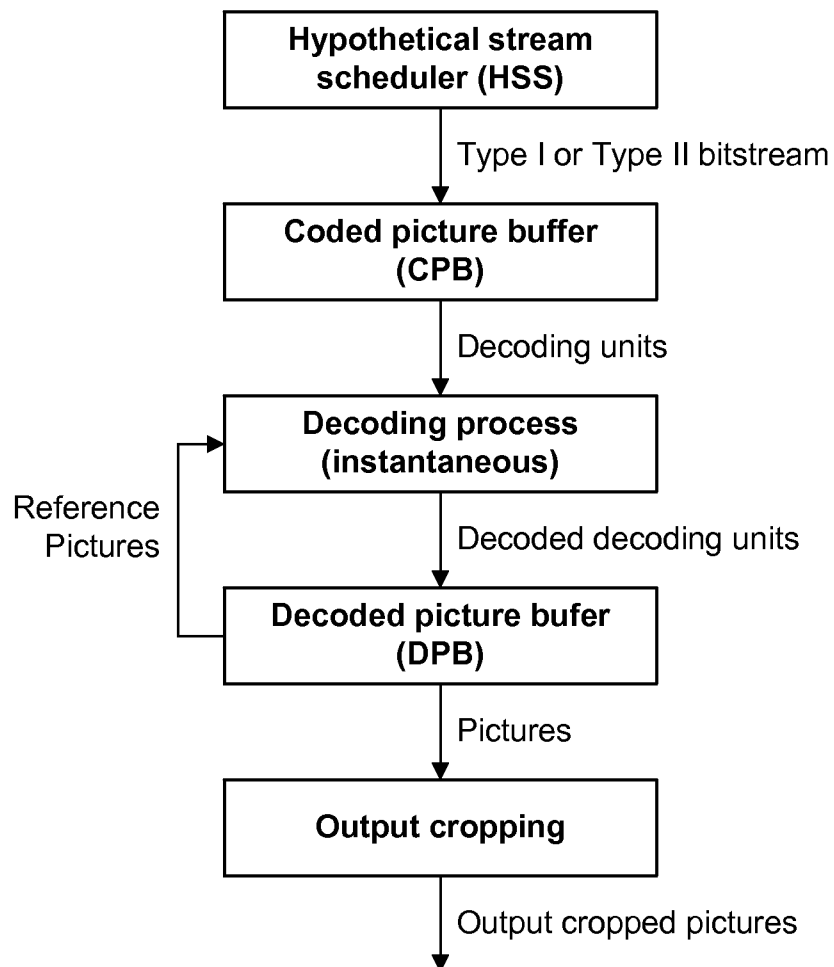 Hypothetical stream
scheduler (HSS)
Type I or Type II bitstream
Coded picture buffer
(CPB)
Decoding units
Decoding process
(instantaneous)
Reference
Pictures
Decoded decoding units
Decoded picture bufer
(DPB)
Pictures
Output cropping
Output cropped pictures